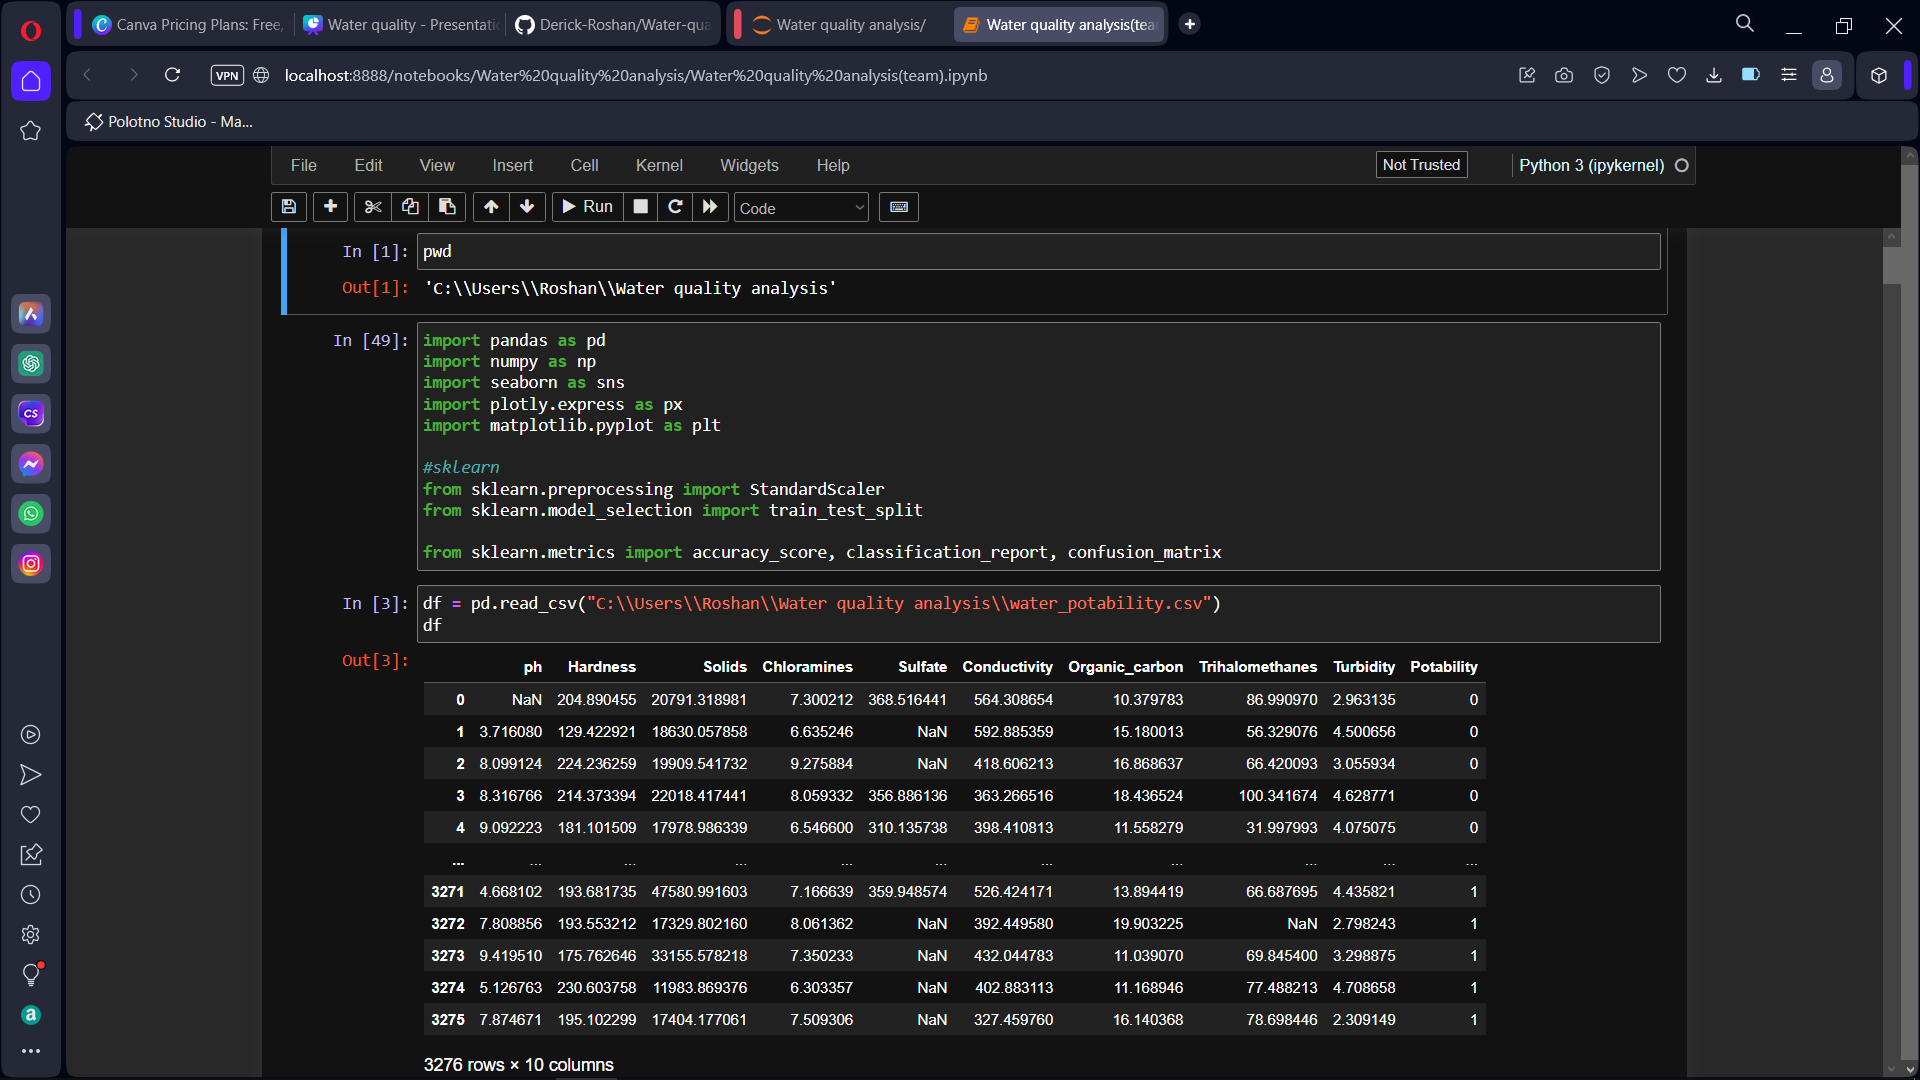 Canva Pricing Plans: Free,
Water quality - Presentatio
Derick-Roshan/Water-qua
Water quality analysis/
Water quality analysis(tea
VPN
localhost:8888/notebooks/Water%20quality%20analysis/Water%20quality%20analysis(team).ipynb
Polotno Studio - Ma...
File Edit View Insert Cell Kernel Widgets Help
Not Trusted
Python 3 (ipykernel)
Run
Code
In [1]: pwd
Out[1]: 'C:\\Users\\Roshan\\Water quality analysis'
In [49]: import pandas as pd
import numpy as np
import seaborn as sns
import plotly.express as px
import matplotlib.pyplot as plt
#sklearn
from sklearn.preprocessing import StandardScaler
from sklearn.model_selection import train_test_split
from sklearn.metrics import accuracy_score, classification_report, confusion_matrix
In [3]: df = pd.read_csv("C:\\Users\\Roshan\\Water quality analysis\\water_potability.csv")
df
Out[3]:
ph Hardness Solids Chloramines Sulfate Conductivity Organic_carbon Trihalomethanes Turbidity Potability
0 NaN 204.890455 20791.318981 7.300212 368.516441 564.308654 10.379783 86.990970 2.963135 0
1 3.716080 129.422921 18630.057858 6.635246 NaN 592.885359 15.180013 56.329076 4.500656 0
2 8.099124 224.236259 19909.541732 9.275884 NaN 418.606213 16.868637 66.420093 3.055934 0
3 8.316766 214.373394 22018.417441 8.059332 356.886136 363.266516 18.436524 100.341674 4.628771 0
4 9.092223 181.101509 17978.986339 6.546600 310.135738 398.410813 11.558279 31.997993 4.075075 0
... ... ... ... ... ... ... ... ... ... ...
3271 4.668102 193.681735 47580.991603 7.166639 359.948574 526.424171 13.894419 66.687695 4.435821 1
3272 7.808856 193.553212 17329.802160 8.061362 NaN 392.449580 19.903225 NaN 2.798243 1
3273 9.419510 175.762646 33155.578218 7.350233 NaN 432.044783 11.039070 69.845400 3.298875 1
3274 5.126763 230.603758 11983.869376 6.303357 NaN 402.883113 11.168946 77.488213 4.708658 1
3275 7.874671 195.102299 17404.177061 7.509306 NaN 327.459760 16.140368 78.698446 2.309149 1
3276 rows × 10 columns